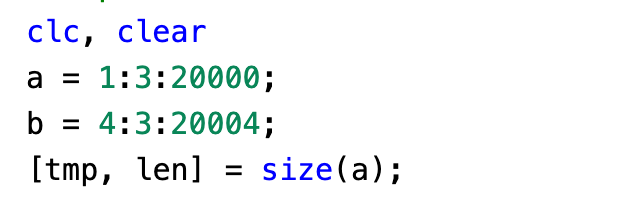 clc, clear
a = 1:3:20000;
b = 4:3:20004;
[tmp, len] = size(a);